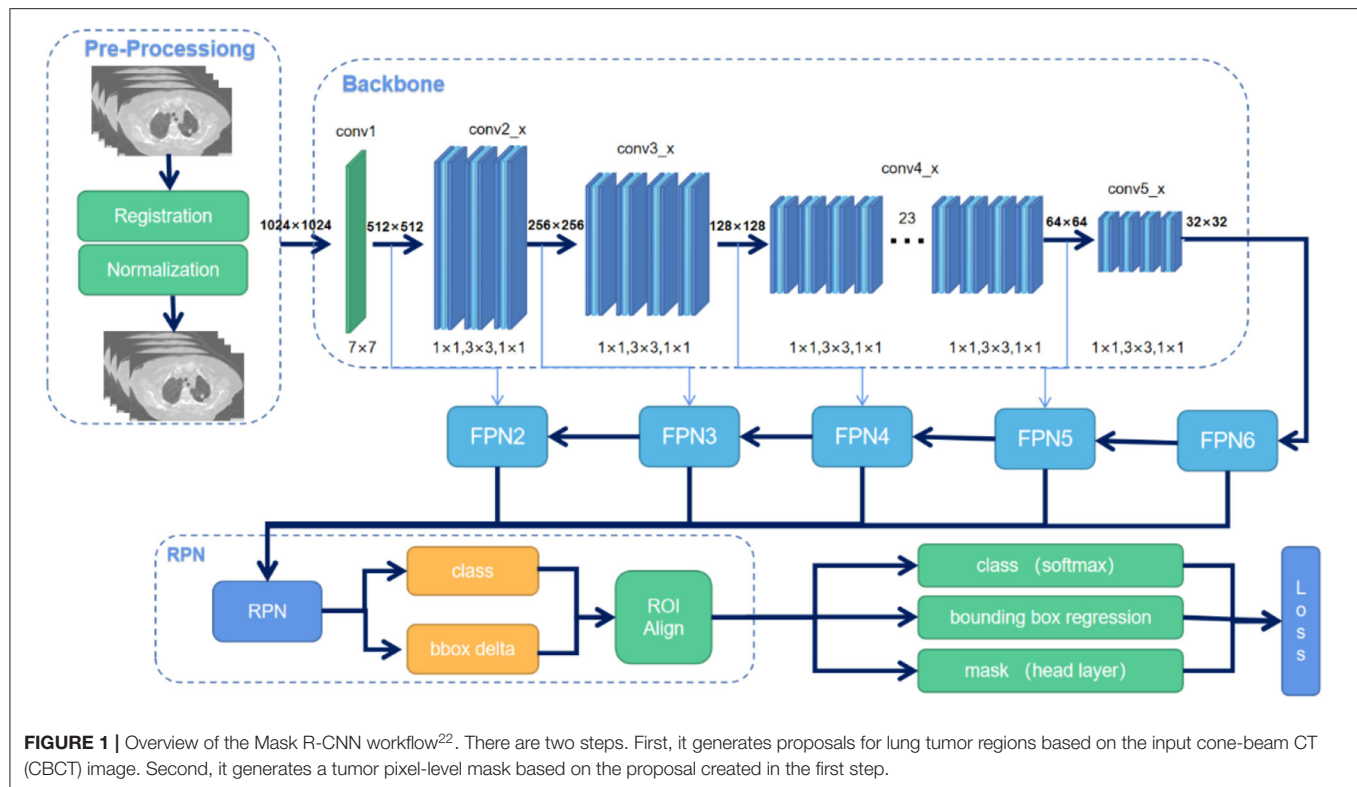 Pre-Processiong
Registration
Normalization
1024×1024
Backbone
conv1
conv2_x
conv3_x
conv4_x
conv5_x
512×512
256×256
128×128
23
...
64×64
32×32
7×7
1×1,3×3,1×1
1×1,3×3,1×1
1×1,3×3,1×1
1×1,3×3,1×1
1×1,3×3,1×1
FPN2
FPN3
FPN4
FPN5
FPN6
RPN
RPN
class
bbox delta
ROI
Align
class （softmax）
bounding box regression
mask （head layer）
Loss
FIGURE 1 | Overview of the Mask R-CNN workflow²². There are two steps. First, it generates proposals for lung tumor regions based on the input cone-beam CT
(CBCT) image. Second, it generates a tumor pixel-level mask based on the proposal created in the first step.